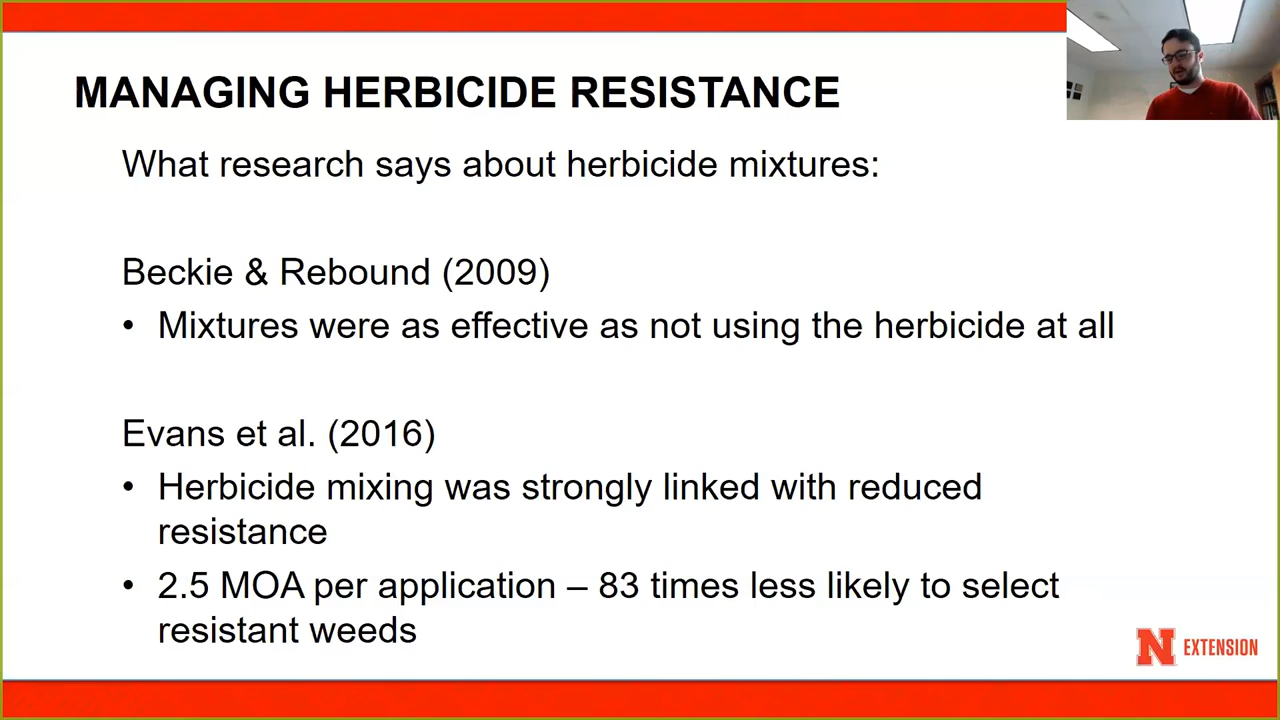 MANAGING HERBICIDE RESISTANCE
What research says about herbicide mixtures:
Beckie & Rebound (2009)
• Mixtures were as effective as not using the herbicide at all
Evans et al. (2016)
• Herbicide mixing was strongly linked with reduced
resistance
• 2.5 MOA per application – 83 times less likely to select
resistant weeds
N EXTENSION